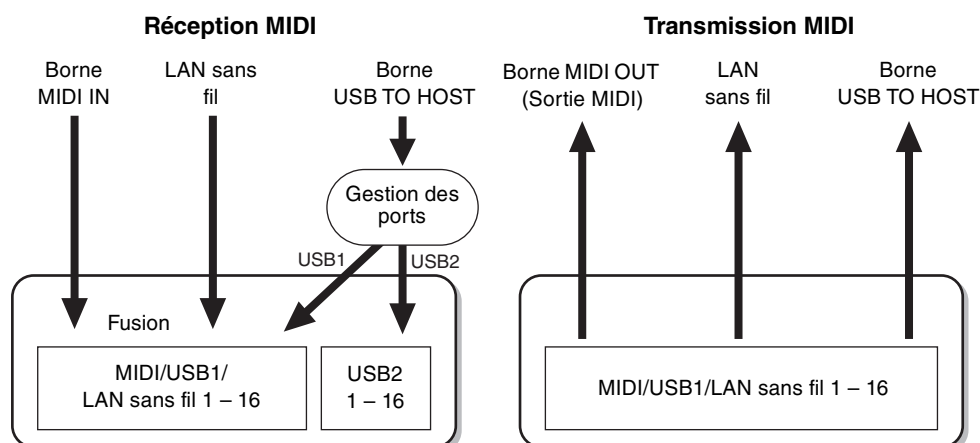 Réception MIDI
Borne
MIDI IN
LAN sans
fil
Borne
USB TO HOST
Gestion des
ports
USB1
USB2
Fusion
MIDI/USB1/
LAN sans fil 1 – 16
USB2
1 – 16
Transmission MIDI
Borne MIDI OUT
(Sortie MIDI)
LAN
sans fil
Borne
USB TO HOST
MIDI/USB1/LAN sans fil 1 – 16